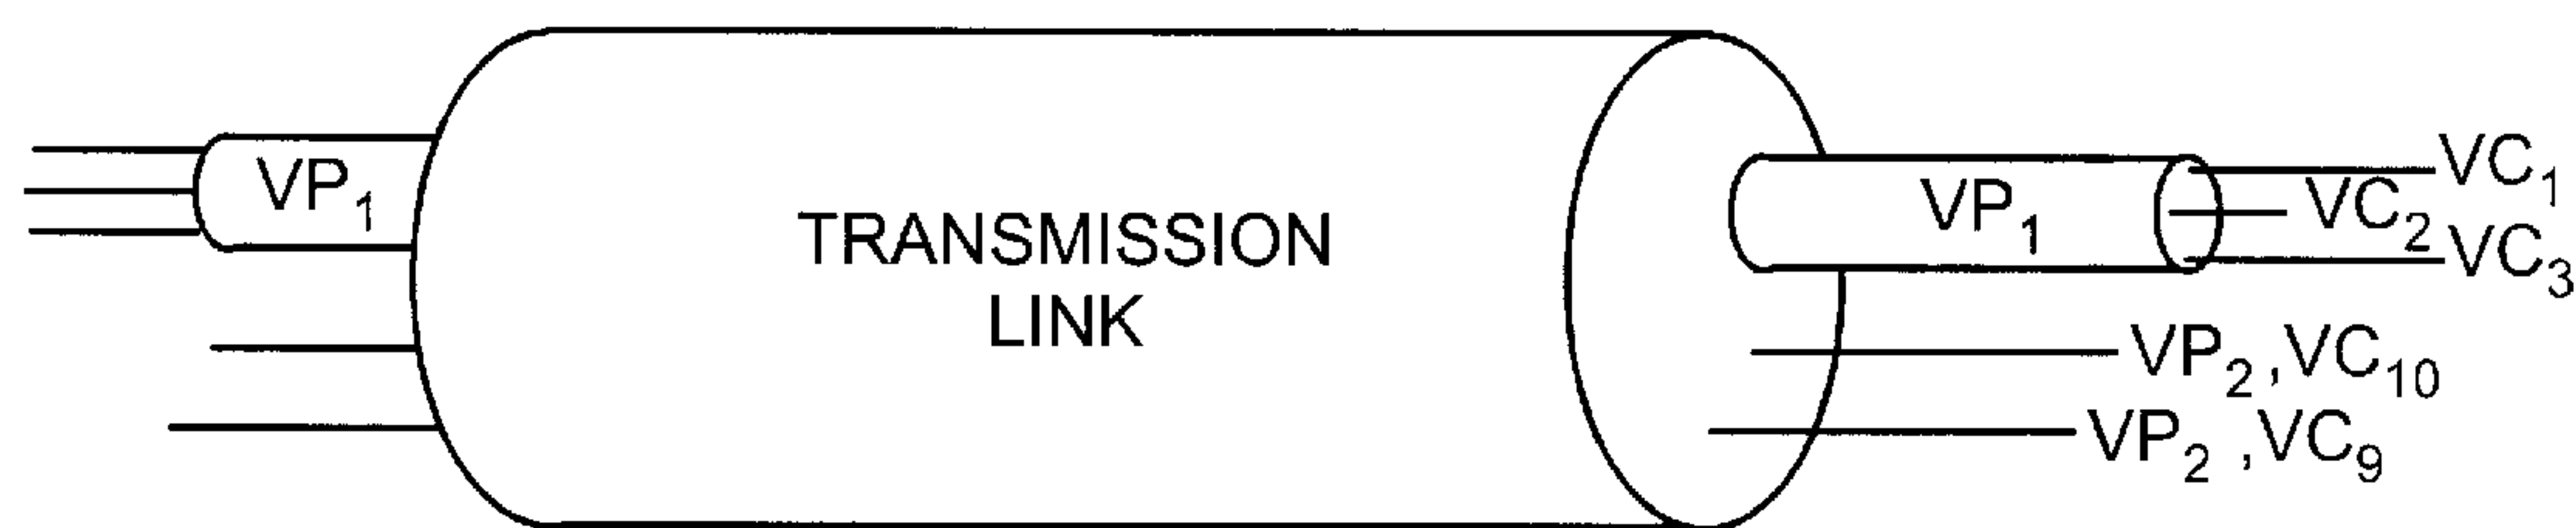 VP₁
TRANSMISSION
LINK
VP₁
VC₁
VC₂
VC₃
VP₂,VC₁₀
VP₂,VC₉